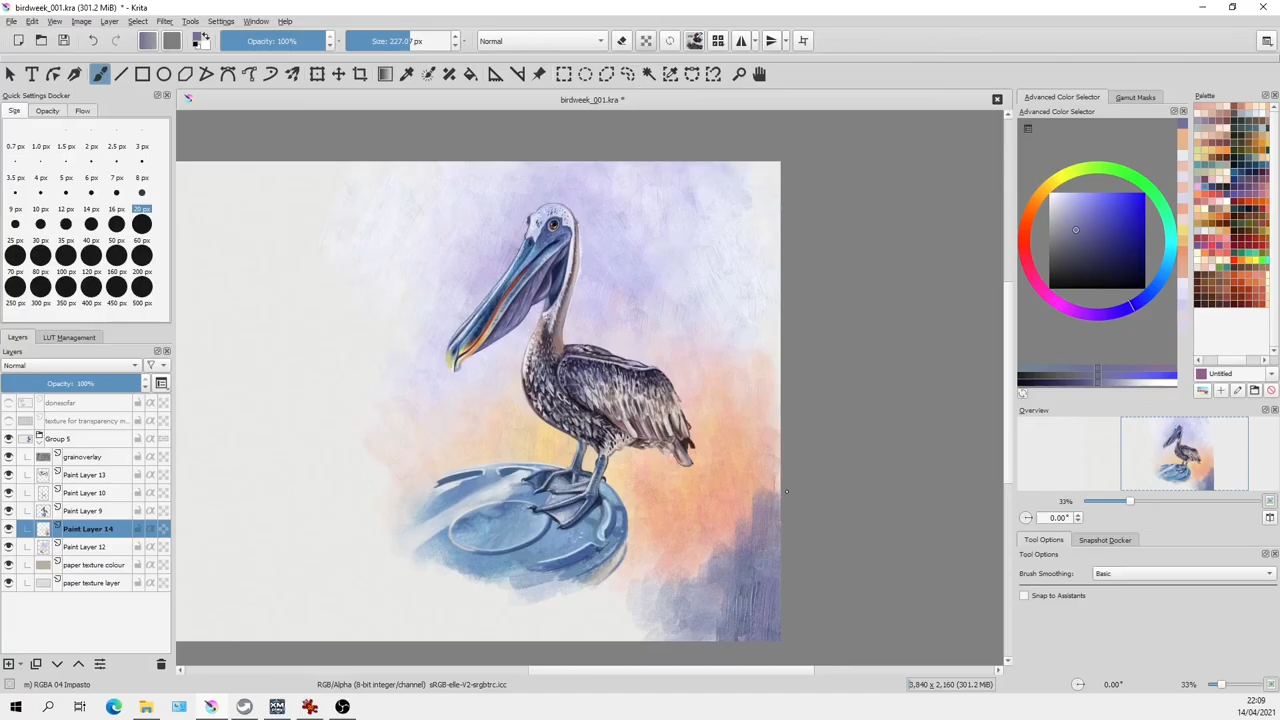 birdweek_001.kra (301.2 MiB) * - Krita
File Edit View Image Layer Select Filter Tools Settings Window Help
Opacity: 100% Size: 227.07 px Normal
birdweek_001.kra *
Quick Settings Docker
Size Opacity Flow
0.7 px 1.0 px 2 px 2.5 px 3 px
3.5 px 4 px 5 px 6 px 7 px 8 px
9 px 10 px 12 px 14 px 16 px 20 px
25 px 30 px 35 px 40 px 50 px 60 px
70 px 80 px 100 px 120 px 160 px 200 px
250 px 300 px 350 px 400 px 450 px 500 px
Layers LUT Management
Layers
Normal
Opacity: 100%
donesofar
texture for transparency m...
Group 5
grainoverlay
Paint Layer 13
Paint Layer 10
Paint Layer 9
Paint Layer 14
Paint Layer 12
paper texture colour
paper texture layer
Advanced Color Selector Gamut Masks
Advanced Color Selector
Palette
Untitled
Overview
33%
0.00°
Tool Options Snapshot Docker
Tool Options
Brush Smoothing: Basic
Snap to Assistants
m) RGBA 04 Impasto
RGB/Alpha (8-bit integer/channel) sRGB-elle-V2-srgbtrc.icc
3,840 x 2,160 (301.2 MiB)
0.00°
33%
22:09
14/04/2021